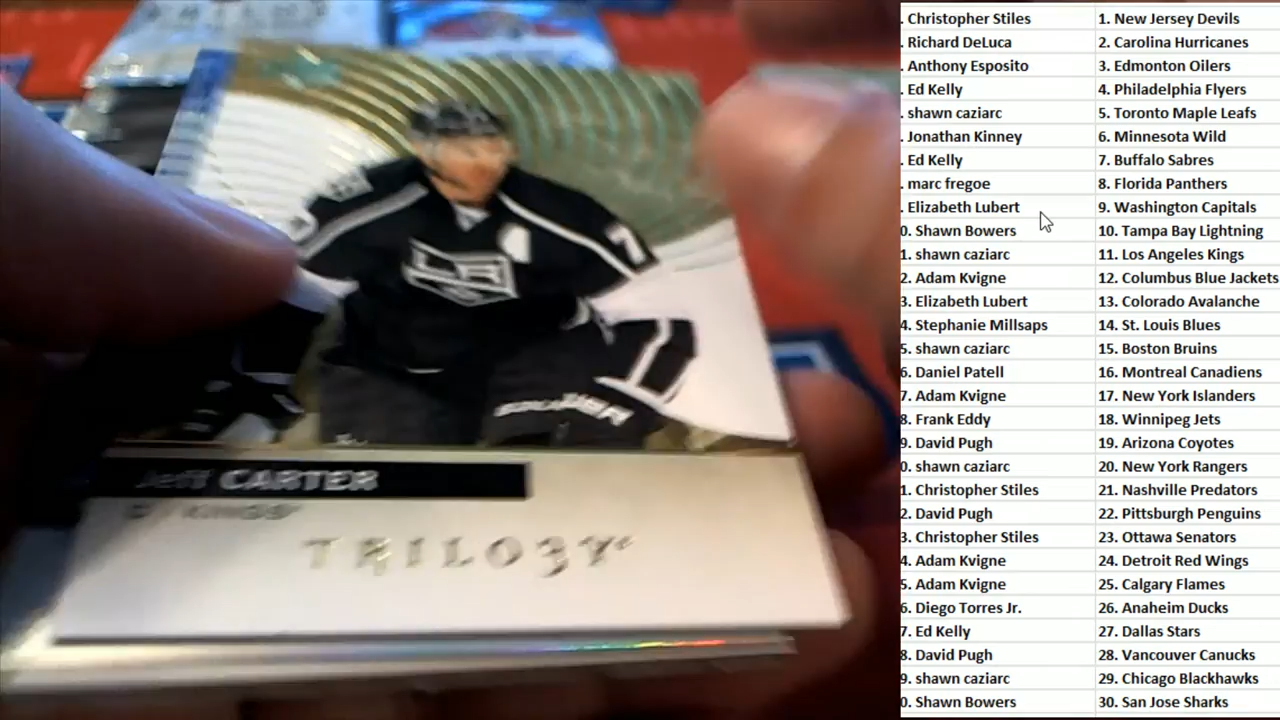 LA
7
Jeff CARTER
KINGS
TRILOGY
. Christopher Stiles 1. New Jersey Devils
. Richard DeLuca 2. Carolina Hurricanes
. Anthony Esposito 3. Edmonton Oilers
. Ed Kelly 4. Philadelphia Flyers
. shawn caziarc 5. Toronto Maple Leafs
. Jonathan Kinney 6. Minnesota Wild
. Ed Kelly 7. Buffalo Sabres
. marc fregoe 8. Florida Panthers
. Elizabeth Lubert 9. Washington Capitals
0. Shawn Bowers 10. Tampa Bay Lightning
1. shawn caziarc 11. Los Angeles Kings
2. Adam Kvigne 12. Columbus Blue Jackets
3. Elizabeth Lubert 13. Colorado Avalanche
4. Stephanie Millsaps 14. St. Louis Blues
5. shawn caziarc 15. Boston Bruins
6. Daniel Patell 16. Montreal Canadiens
7. Adam Kvigne 17. New York Islanders
8. Frank Eddy 18. Winnipeg Jets
9. David Pugh 19. Arizona Coyotes
0. shawn caziarc 20. New York Rangers
1. Christopher Stiles 21. Nashville Predators
2. David Pugh 22. Pittsburgh Penguins
3. Christopher Stiles 23. Ottawa Senators
4. Adam Kvigne 24. Detroit Red Wings
5. Adam Kvigne 25. Calgary Flames
6. Diego Torres Jr. 26. Anaheim Ducks
7. Ed Kelly 27. Dallas Stars
8. David Pugh 28. Vancouver Canucks
9. shawn caziarc 29. Chicago Blackhawks
0. Shawn Bowers 30. San Jose Sharks